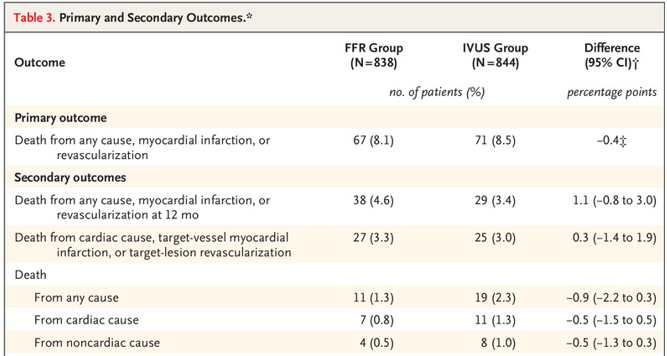 Table 3. Primary and Secondary Outcomes.*
Outcome FFR Group (N=838) IVUS Group (N=844) Difference (95% CI)†
no. of patients (%) percentage points
Primary outcome
Death from any cause, myocardial infarction, or 67 (8.1) 71 (8.5) –0.4‡
revascularization
Secondary outcomes
Death from any cause, myocardial infarction, or 38 (4.6) 29 (3.4) 1.1 (–0.8 to 3.0)
revascularization at 12 mo
Death from cardiac cause, target-vessel myocardial 27 (3.3) 25 (3.0) 0.3 (–1.4 to 1.9)
infarction, or target-lesion revascularization
Death
From any cause 11 (1.3) 19 (2.3) –0.9 (–2.2 to 0.3)
From cardiac cause 7 (0.8) 11 (1.3) –0.5 (–1.5 to 0.5)
From noncardiac cause 4 (0.5) 8 (1.0) –0.5 (–1.3 to 0.3)